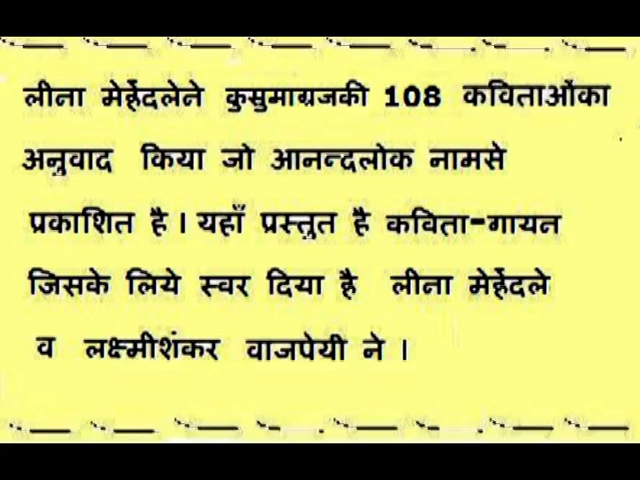 लीना मेहेंदलेने कुसुमाग्रजकी 108 कविताओंका
अनुवाद किया जो आनन्दलोक नामसे
प्रकाशित है । यहाँ प्रस्तुत है कविता-गायन
जिसके लिये स्वर दिया है लीना मेहेंदले
व लक्ष्मीशंकर वाजपेयी ने ।